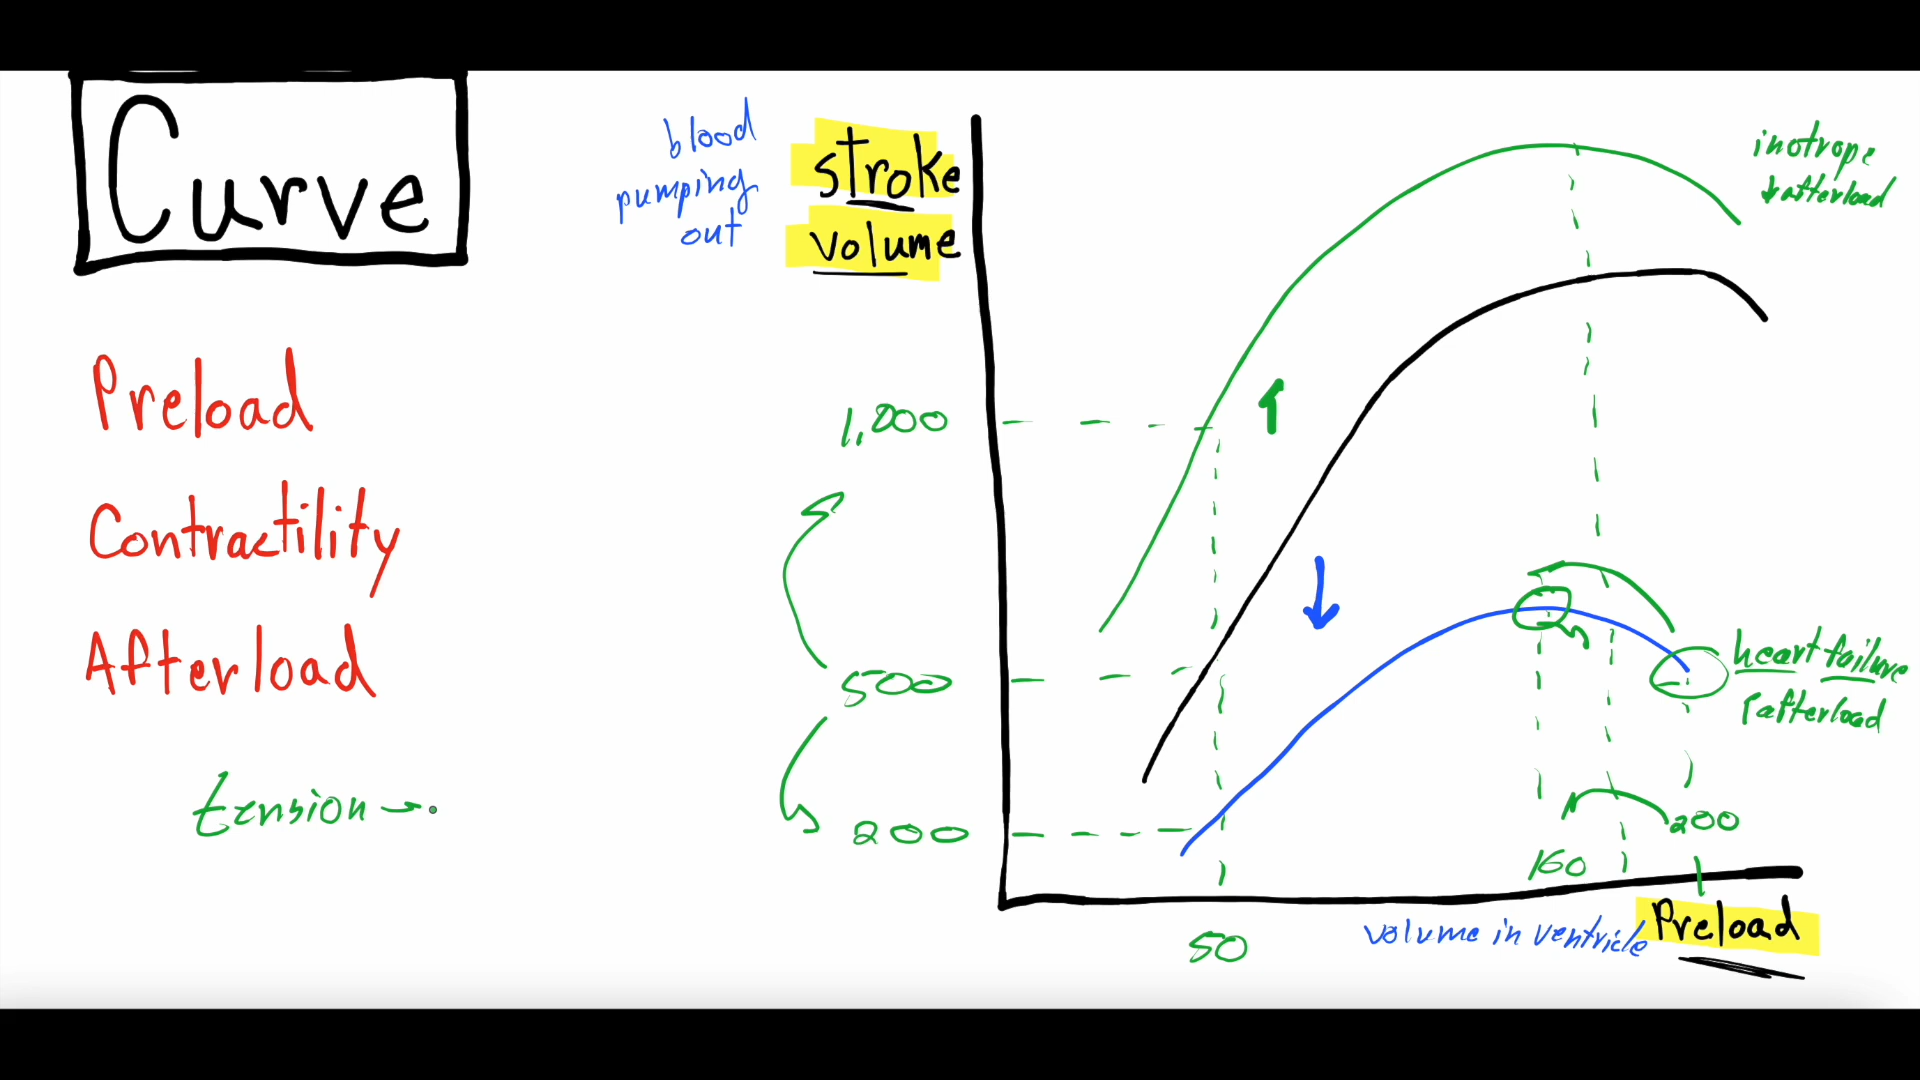 Curve
Preload
Contractility
Afterload
tension →
blood
pumping
out
stroke
volume
1,000
500
200
inotrope
↓afterload
heart failure
↑afterload
200
160
50
volume in ventricle
Preload